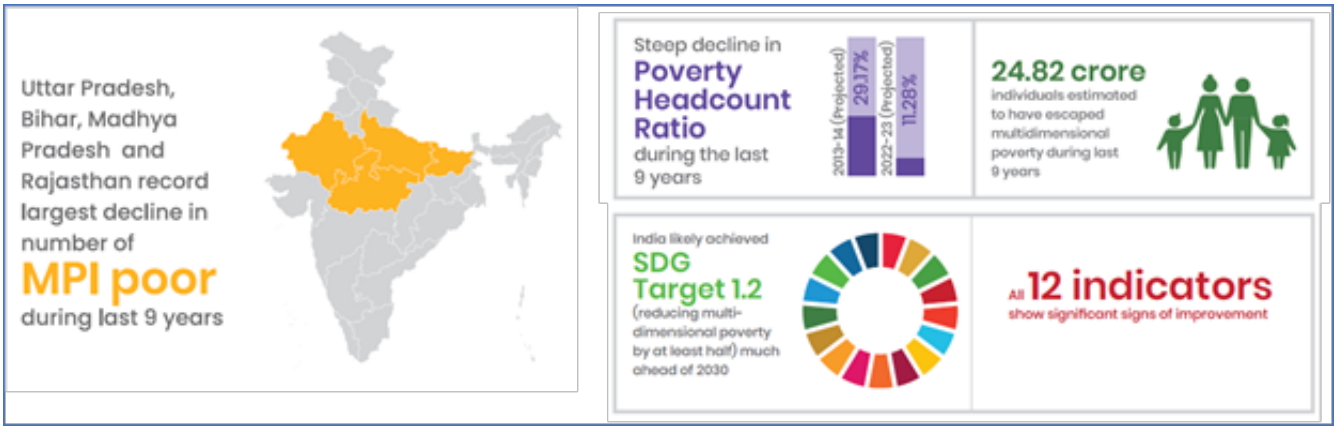 Uttar Pradesh,
Bihar, Madhya
Pradesh and
Rajasthan record
largest decline in
number of
MPI poor
during last 9 years
Steep decline in
Poverty
Headcount
Ratio
during the last
9 years
2013-14 (Projected)
29.17%
2022-23 (Projected)
11.28%
24.82 crore
individuals estimated
to have escaped
multidimensional
poverty during last
9 years
India likely achieved
SDG
Target 1.2
(reducing multi-
dimensional poverty
by at least half) much
ahead of 2030
All 12 indicators
show significant signs of improvement